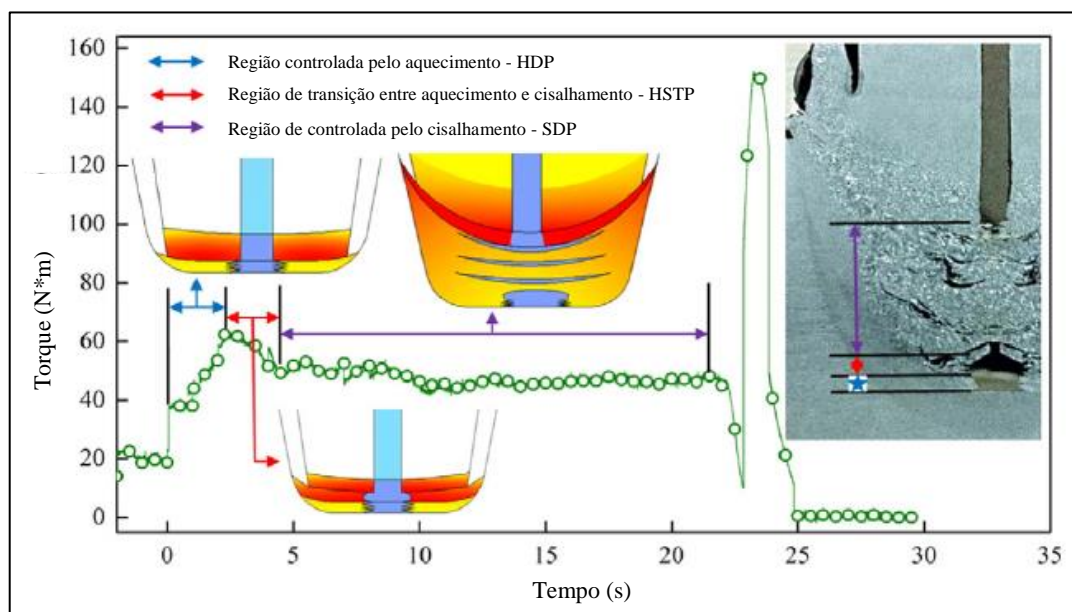 160
140
120
100
80
60
40
20
0
Torque (N*m)
Região controlada pelo aquecimento - HDP
Região de transição entre aquecimento e cisalhamento - HSTP
Região de controlada pelo cisalhamento - SDP
0 5 10 15 20 25 30 35
Tempo (s)